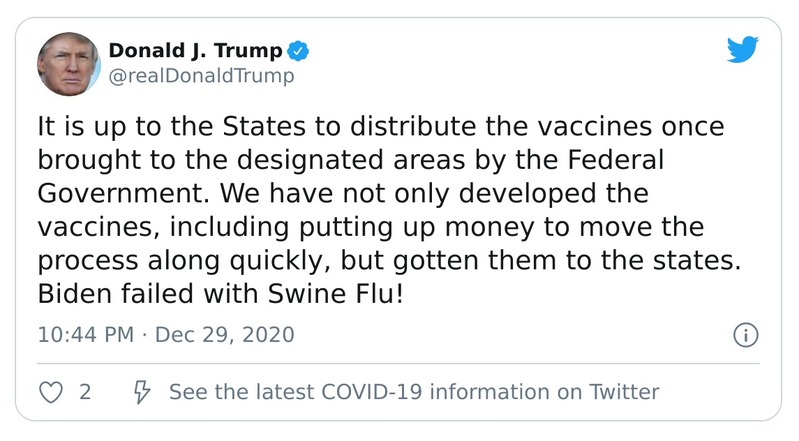 Donald J. Trump
@realDonaldTrump
It is up to the States to distribute the vaccines once
brought to the designated areas by the Federal
Government. We have not only developed the
vaccines, including putting up money to move the
process along quickly, but gotten them to the states.
Biden failed with Swine Flu!
10:44 PM · Dec 29, 2020
2 See the latest COVID-19 information on Twitter